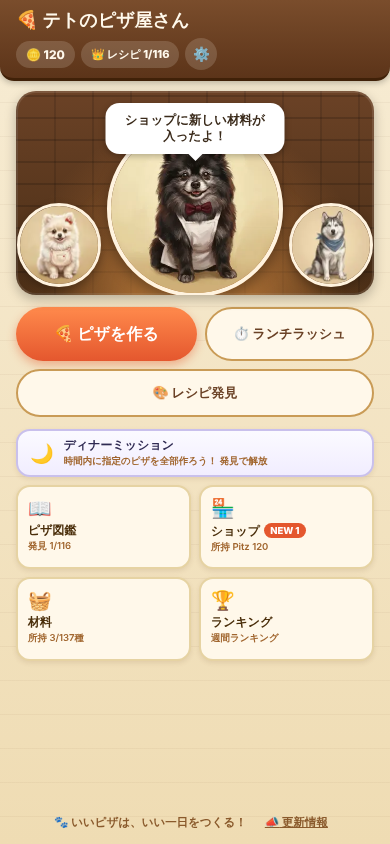 🍕 テトのピザ屋さん
🪙 120
👑 レシピ 1/116
⚙️
ショップに新しい材料が
入ったよ！
🍕 ピザを作る
⏱️ ランチラッシュ
🎨 レシピ発見
🌙 ディナーミッション
時間内に指定のピザを全部作ろう！ 発見で解放
📖
ピザ図鑑
発見 1/116
🏪
ショップ NEW 1
所持 Pitz 120
🧺
材料
所持 3/137種
🏆
ランキング
週間ランキング
🐾 いいピザは、いい一日をつくる！
📣 更新情報